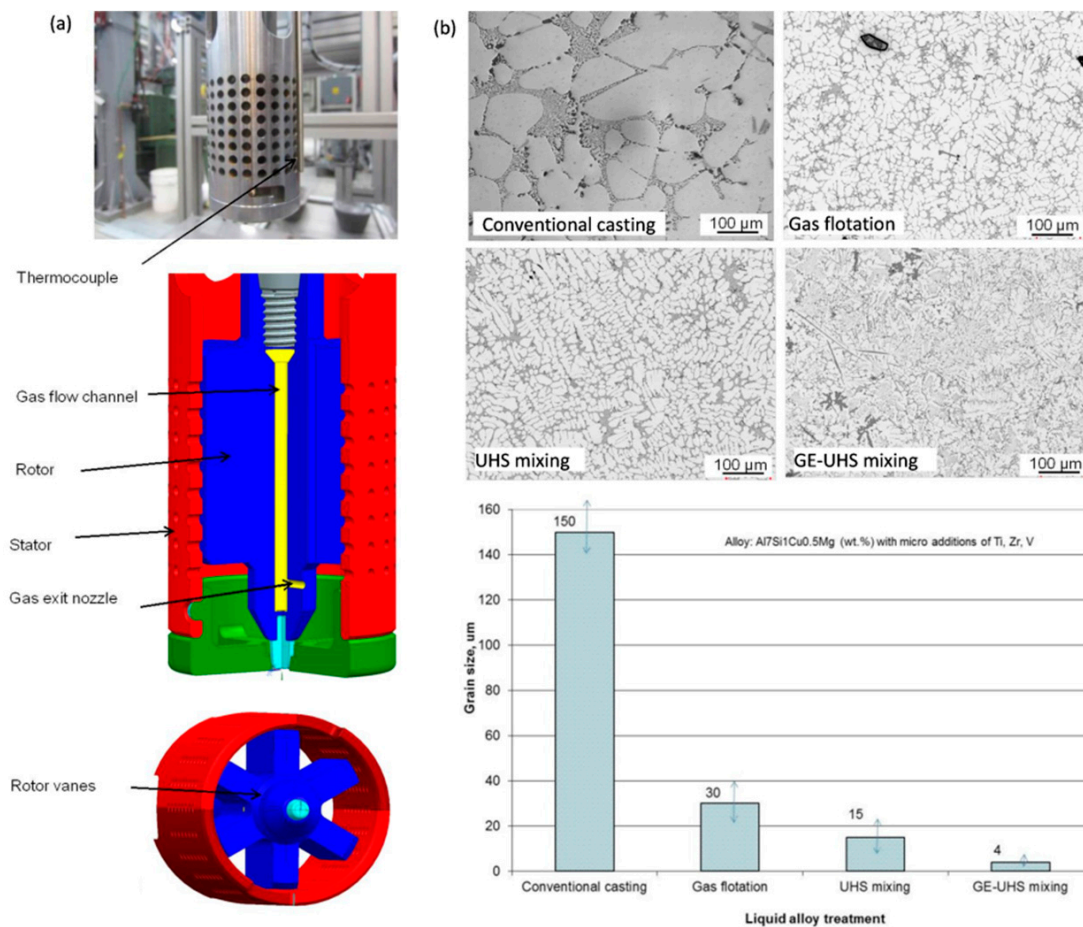 (a)
Thermocouple
Gas flow channel
Rotor
Stator
Gas exit nozzle
Rotor vanes
(b)
Conventional casting
100 µm
Gas flotation
100 µm
UHS mixing
100 µm
GE-UHS mixing
100 µm
Alloy: Al7Si1Cu0.5Mg (wt.%) with micro additions of Ti, Zr, V
Grain size, um
160
140
120
100
80
60
40
20
0
150
30
15
4
Conventional casting
Gas flotation
UHS mixing
GE-UHS mixing
Liquid alloy treatment